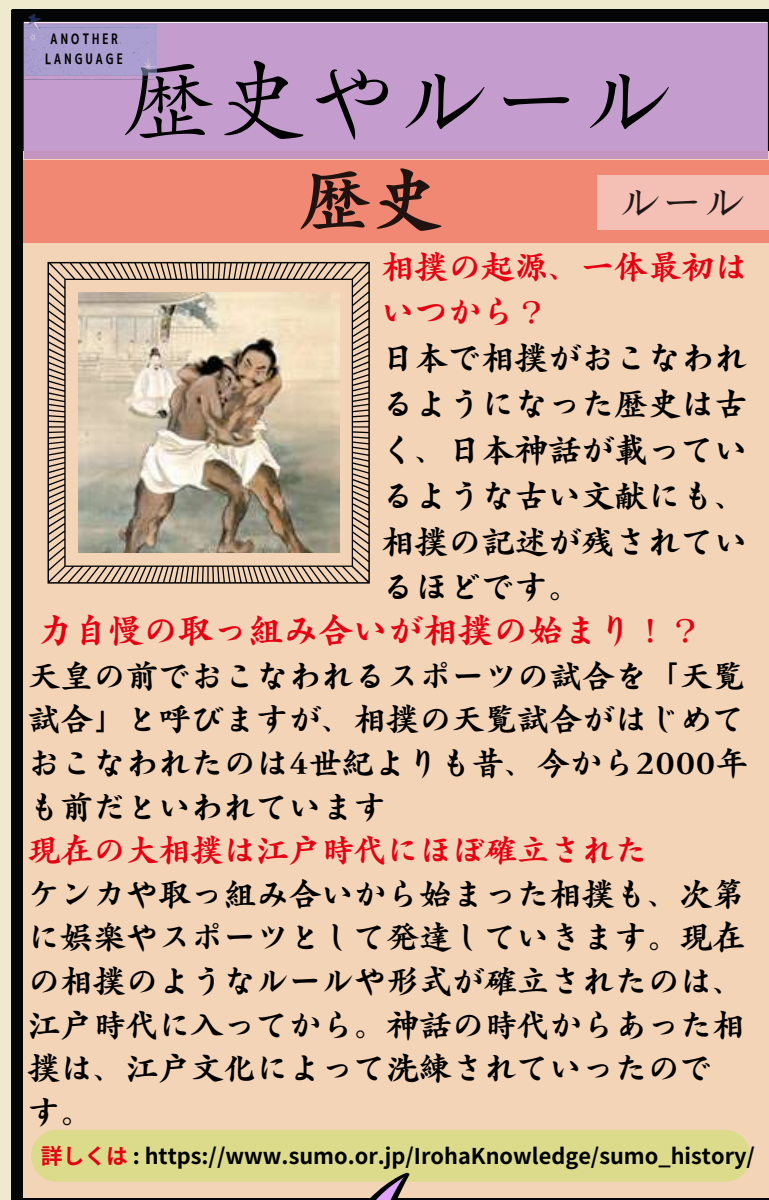 ANOTHER
LANGUAGE
歴史やルール
歴史
ルール
相撲の起源、一体最初は
いつから？
日本で相撲がおこなわれ
るようになった歴史は古
く、日本神話が載ってい
るような古い文献にも、
相撲の記述が残されてい
るほどです。
力自慢の取っ組み合いが相撲の始まり！？
天皇の前でおこなわれるスポーツの試合を「天覧
試合」と呼びますが、相撲の天覧試合がはじめて
おこなわれたのは4世紀よりも昔、今から2000年
も前だといわれています
現在の大相撲は江戸時代にほぼ確立された
ケンカや取っ組み合いから始まった相撲も、次第
に娯楽やスポーツとして発達していきます。現在
の相撲のようなルールや形式が確立されたのは、
江戸時代に入ってから。神話の時代からあった相
撲は、江戸文化によって洗練されていったので
す。
詳しくは : https://www.sumo.or.jp/IrohaKnowledge/sumo_history/